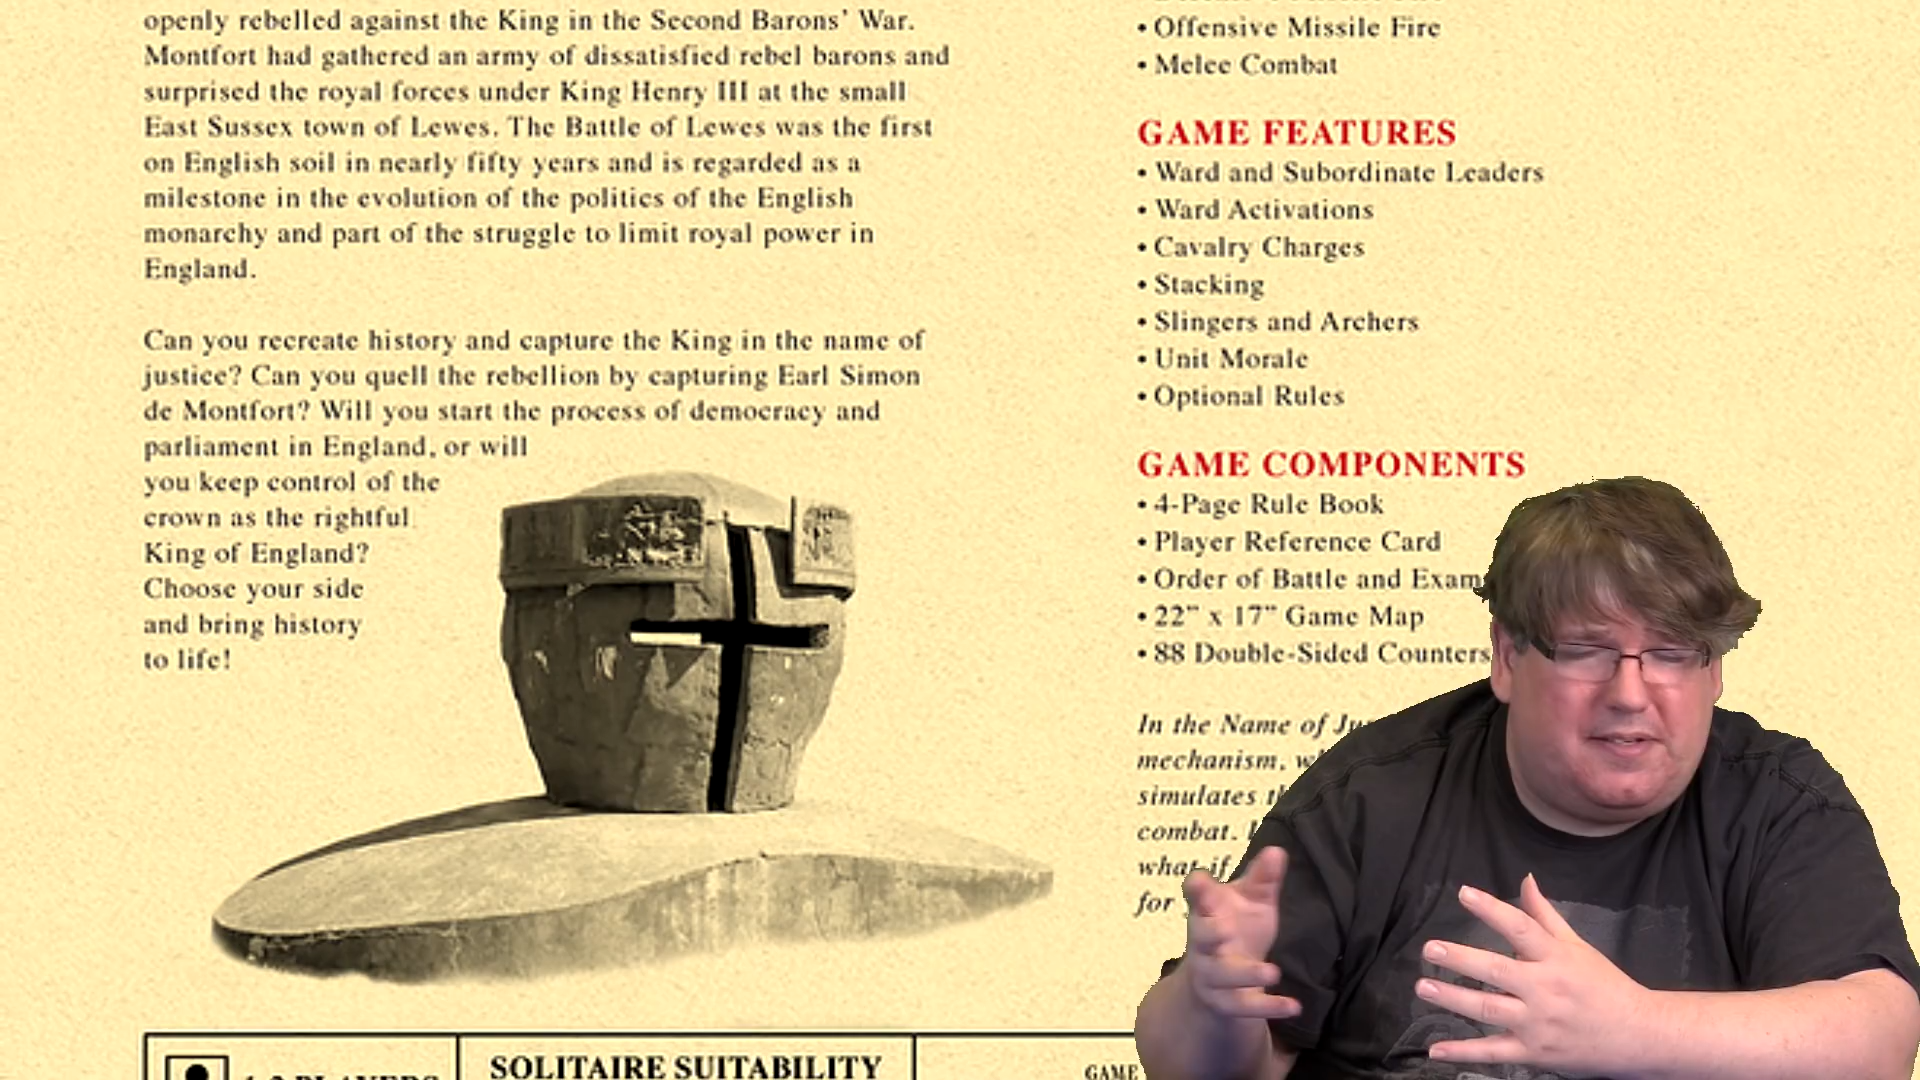 openly rebelled against the King in the Second Barons’ War.
Montfort had gathered an army of dissatisfied rebel barons and
surprised the royal forces under King Henry III at the small
East Sussex town of Lewes. The Battle of Lewes was the first
on English soil in nearly fifty years and is regarded as a
milestone in the evolution of the politics of the English
monarchy and part of the struggle to limit royal power in
England.
Can you recreate history and capture the King in the name of
justice? Can you quell the rebellion by capturing Earl Simon
de Montfort? Will you start the process of democracy and
parliament in England, or will
you keep control of the
crown as the rightful
King of England?
Choose your side
and bring history
to life!
• Offensive Missile Fire
• Melee Combat
GAME FEATURES
• Ward and Subordinate Leaders
• Ward Activations
• Cavalry Charges
• Stacking
• Slingers and Archers
• Unit Morale
• Optional Rules
GAME COMPONENTS
• 4-Page Rule Book
• Player Reference Card
• Order of Battle and
• 22” x 17” Game Map
• 88 Double-Sided Counters
In the Name of
mechanism,
simulates
combat.
what-if
for
SOLITAIRE SUITABILITY
GAME